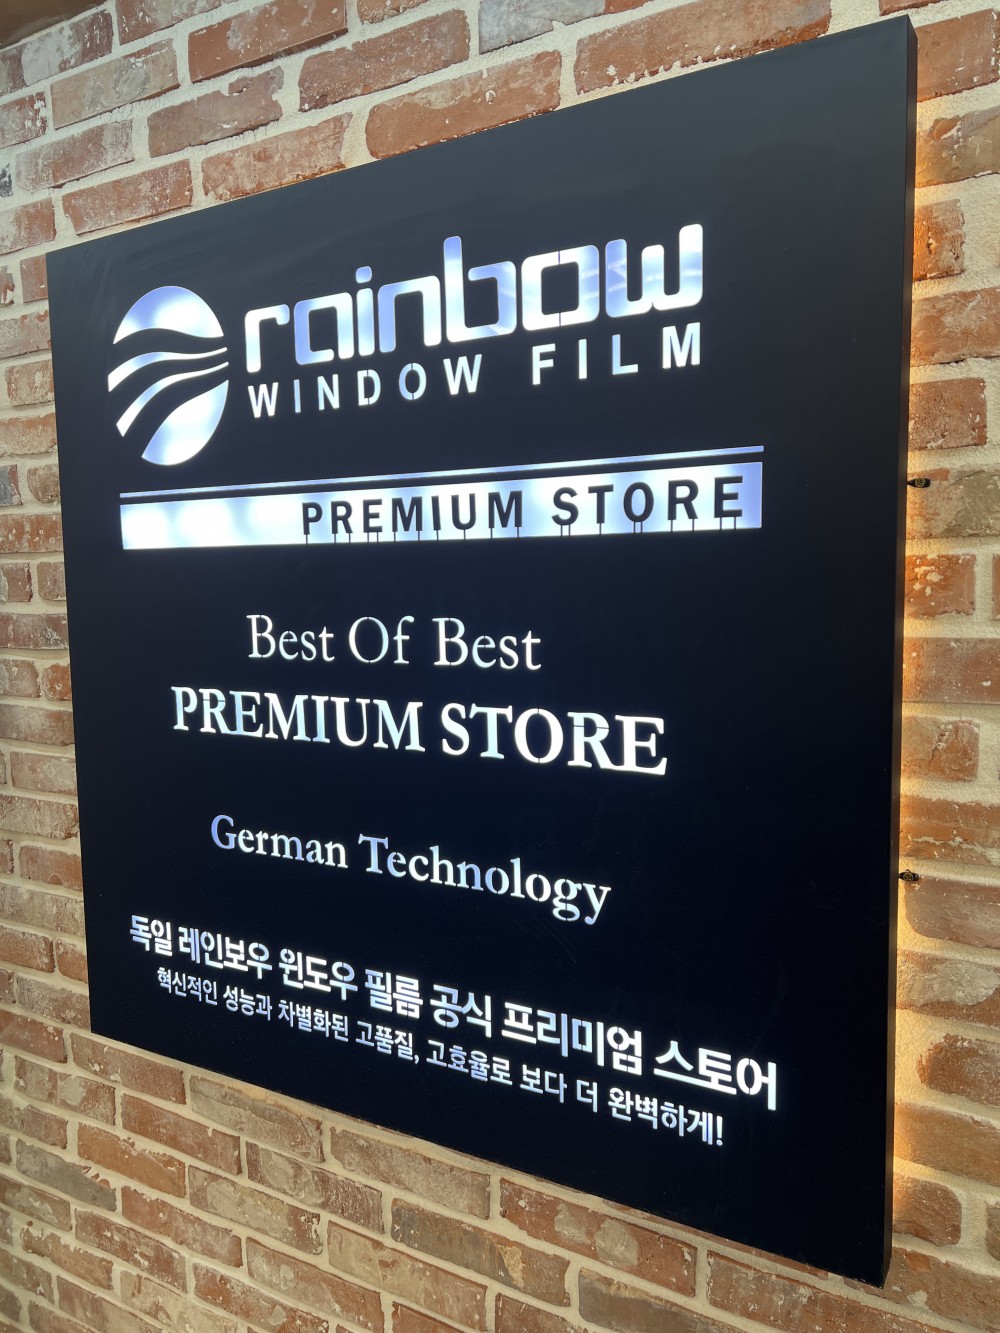 rainbow
WINDOW FILM
PREMIUM STORE
Best Of Best
PREMIUM STORE
German Technology
독일 레인보우 윈도우 필름 공식 프리미엄 스토어
혁신적인 성능과 차별화된 고품질, 고효율로 보다 더 완벽하게!